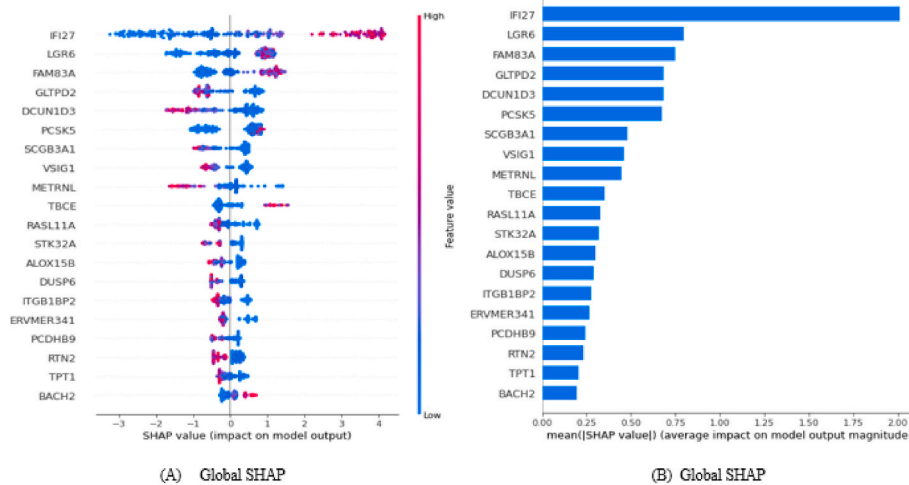 IFI27
LGR6
FAM83A
GLTPD2
DCUN1D3
PCSK5
SCGB3A1
VSIG1
METRNL
TBCE
RASL11A
STK32A
ALOX15B
DUSP6
ITGB1BP2
ERVMER341
PCDHB9
RTN2
TPT1
BACH2
−3 −2 −1 0 1 2 3 4
SHAP value (impact on model output)
High
Feature value
Low
(A) Global SHAP
IFI27
LGR6
FAM83A
GLTPD2
DCUN1D3
PCSK5
SCGB3A1
VSIG1
METRNL
TBCE
RASL11A
STK32A
ALOX15B
DUSP6
ITGB1BP2
ERVMER341
PCDHB9
RTN2
TPT1
BACH2
0.00 0.25 0.50 0.75 1.00 1.25 1.50 1.75 2.00
mean(|SHAP value|) (average impact on model output magnitude
(B) Global SHAP